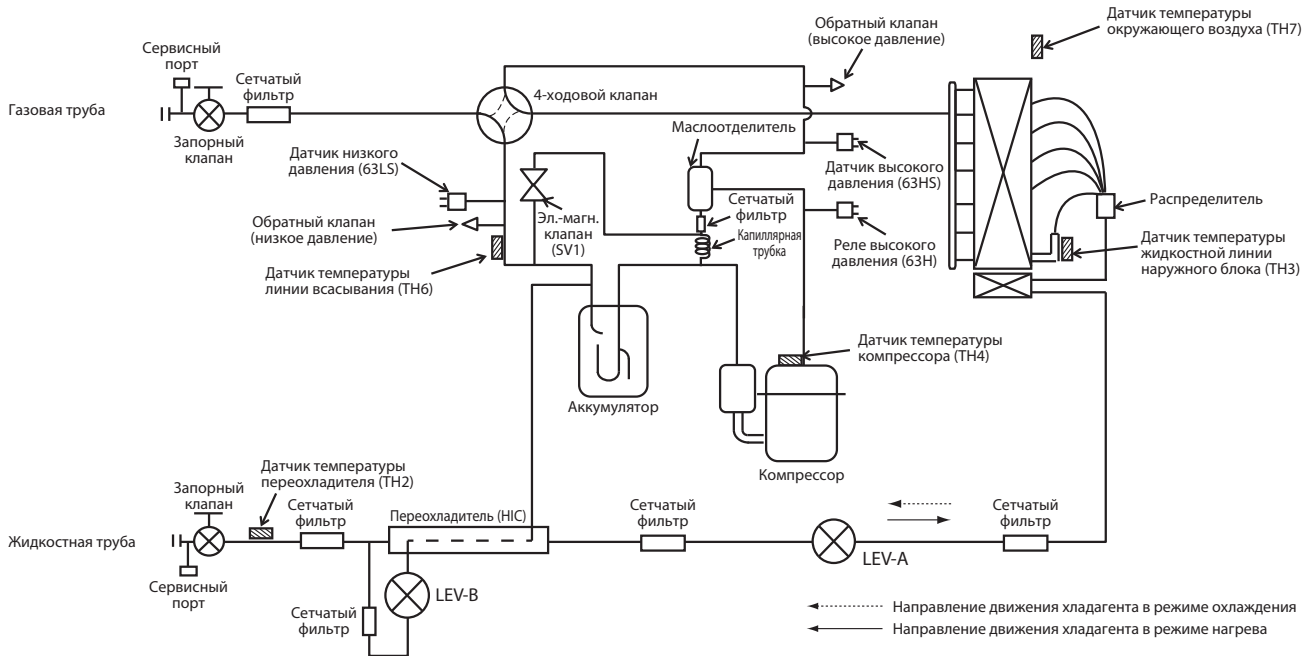 Обратный клапан
(высокое давление)
Датчик температуры
окружающего воздуха (TH7)
Сервисный
порт
Сетчатый
фильтр
4-ходовой клапан
Газовая труба
Запорный
клапан
Маслоотделитель
Датчик низкого
давления (63LS)
Датчик высокого
давления (63HS)
Обратный клапан
(низкое давление)
Эл.-магн.
клапан
(SV1)
Сетчатый
фильтр
Капиллярная
трубка
Реле высокого
давления (63H)
Распределитель
Датчик температуры
жидкостной линии
наружного блока (TH3)
Датчик температуры
линии всасывания (TH6)
Датчик температуры
компрессора (TH4)
Аккумулятор
Компрессор
Датчик температуры
переохладителя (TH2)
Запорный
клапан
Сетчатый
фильтр
Переохладитель (HIC)
Сетчатый
фильтр
Сетчатый
фильтр
Жидкостная труба
LEV-A
Сервисный
порт
LEV-B
Сетчатый
фильтр
Направление движения хладагента в режиме охлаждения
Направление движения хладагента в режиме нагрева